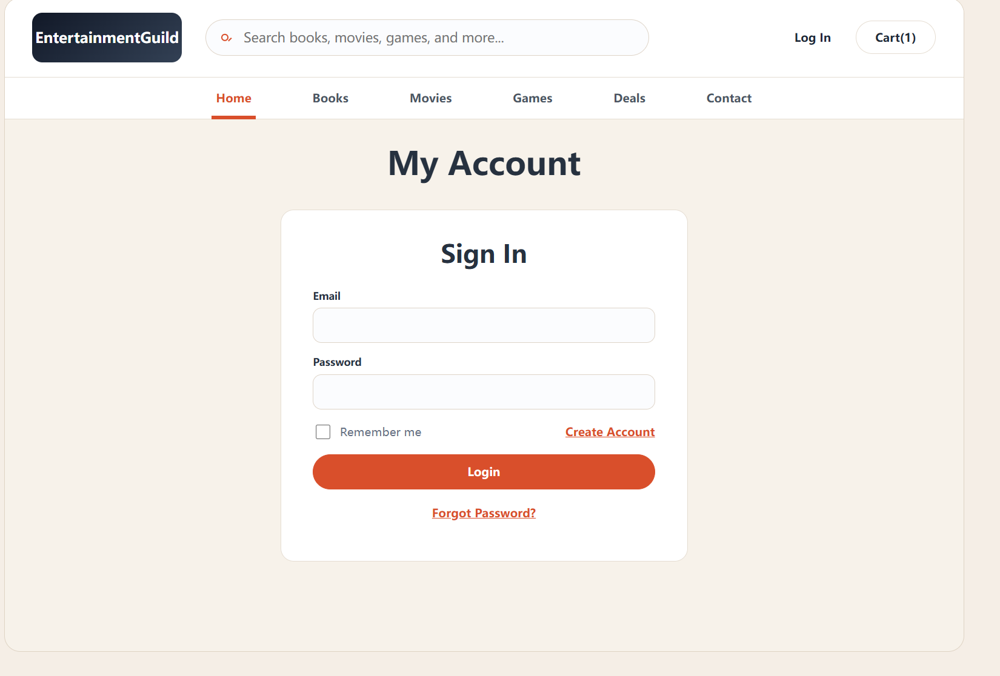 EntertainmentGuild
Search books, movies, games, and more...
Log In
Cart(1)
Home
Books
Movies
Games
Deals
Contact
My Account
Sign In
Email
Password
Remember me
Create Account
Login
Forgot Password?